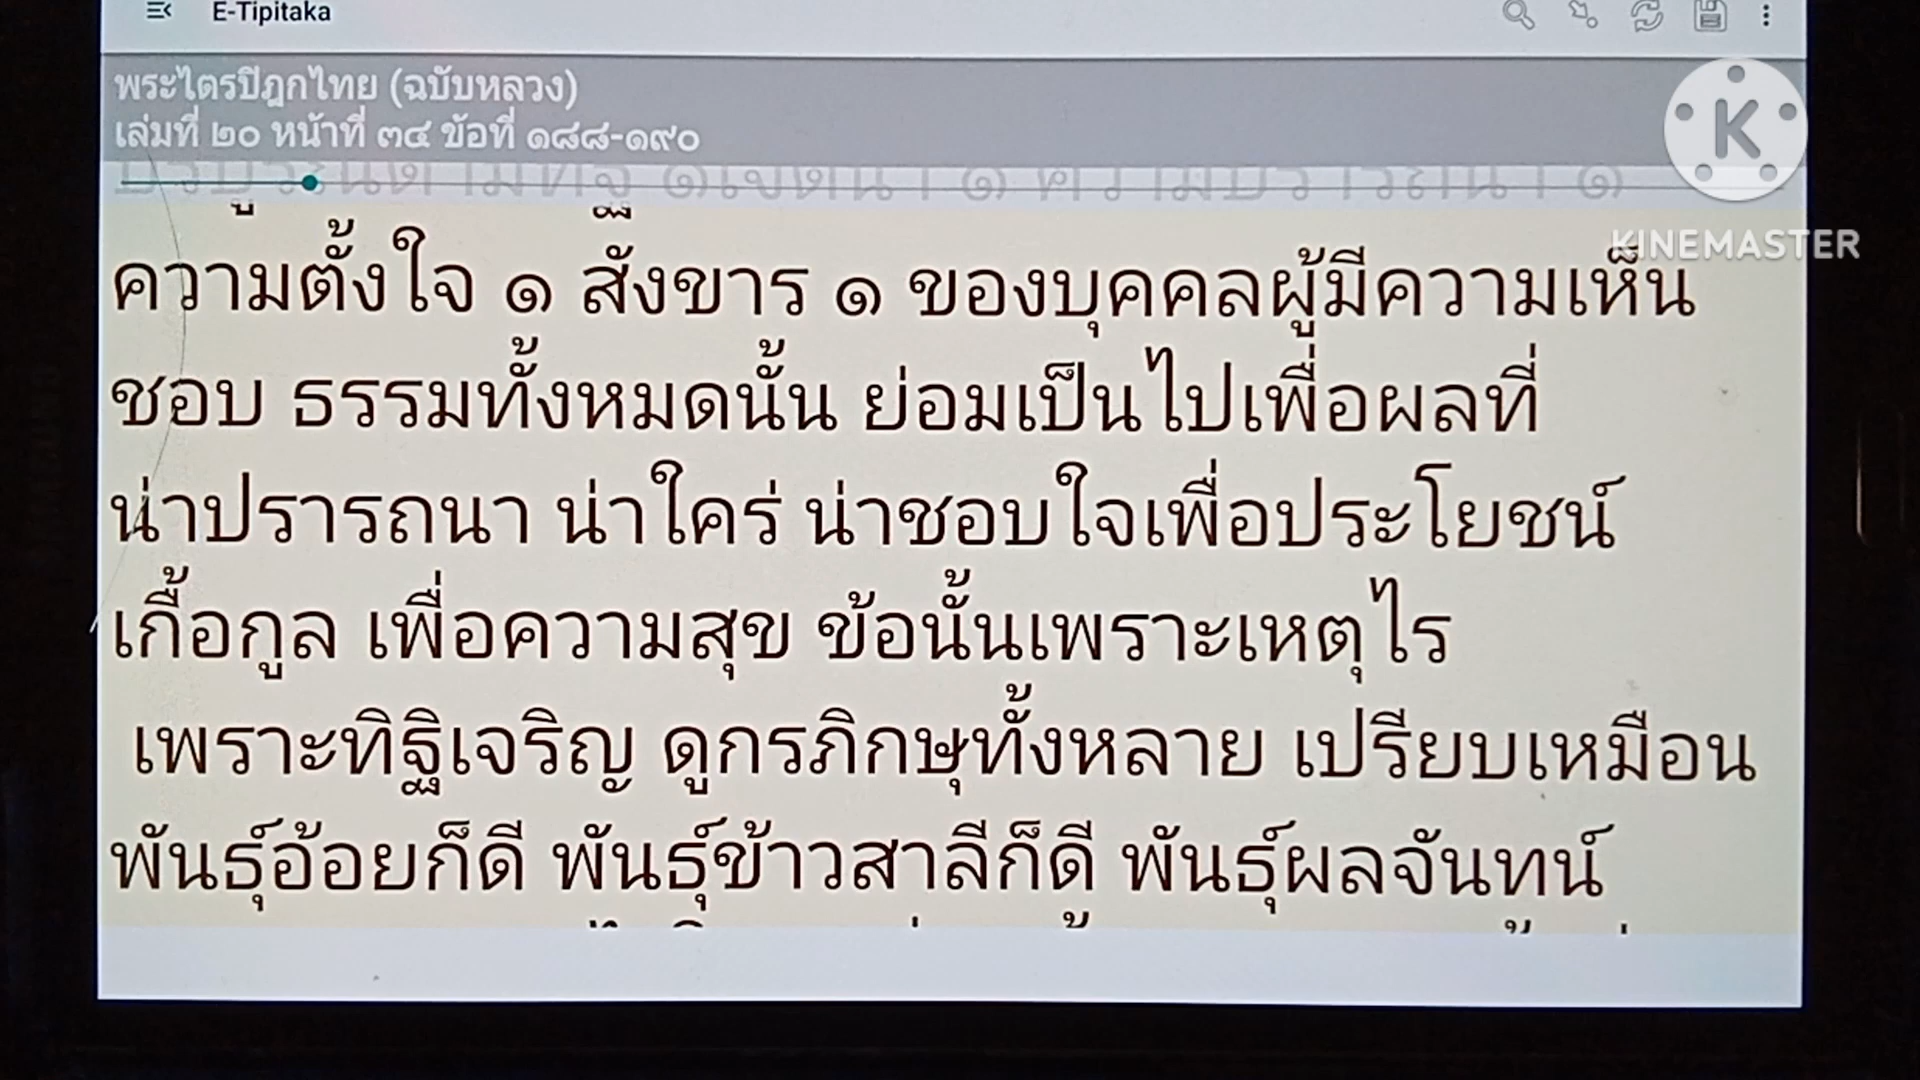 E-Tipitaka
พระไตรปิฎกไทย (ฉบับหลวง)
เล่มที่ ๒๐ หน้าที่ ๓๔ ข้อที่ ๑๘๘-๑๙๐
KINEMASTER
ความตั้งใจ ๑ สังขาร ๑ ของบุคคลผู้มีความเห็น
ชอบ ธรรมทั้งหมดนั้น ย่อมเป็นไปเพื่อผลที่
น่าปรารถนา น่าใคร่ น่าชอบใจเพื่อประโยชน์
เกื้อกูล เพื่อความสุข ข้อนั้นเพราะเหตุไร
เพราะทิฐิเจริญ ดูกรภิกษุทั้งหลาย เปรียบเหมือน
พันธุ์อ้อยก็ดี พันธุ์ข้าวสาลีก็ดี พันธุ์ผลจันทน์